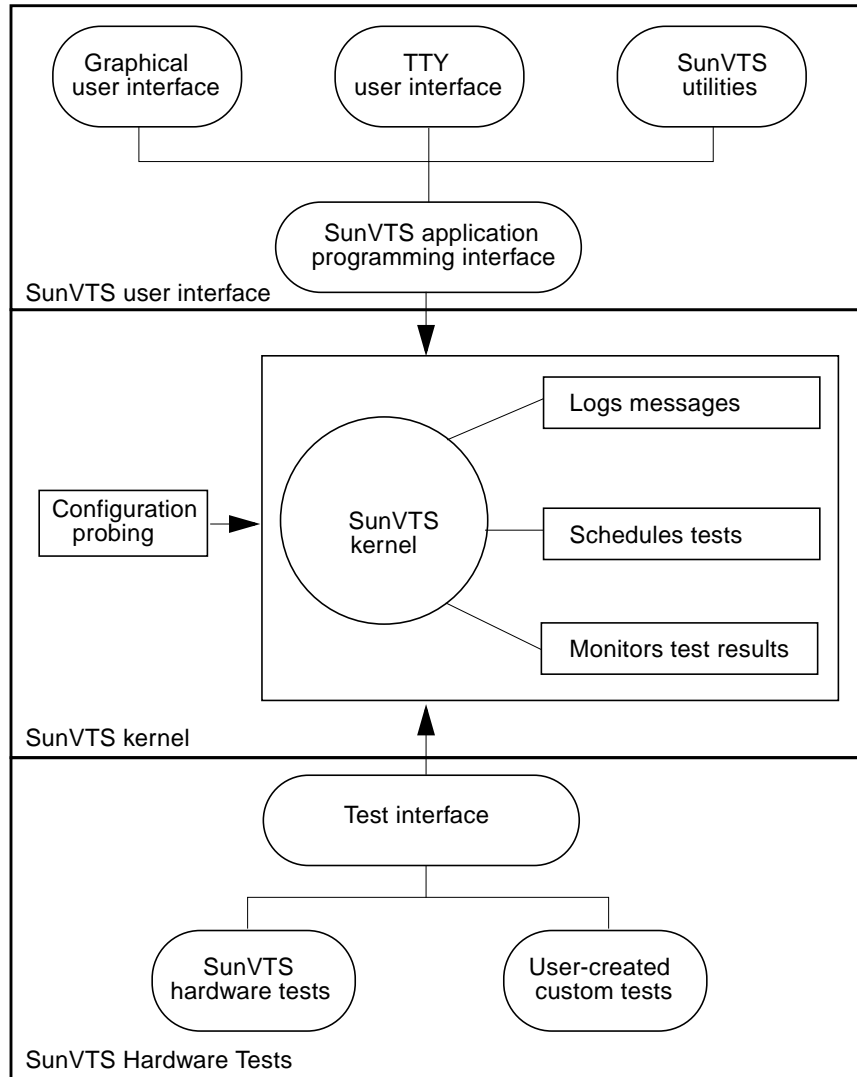 Graphical
user interface
TTY
user interface
SunVTS
utilities
SunVTS application
programming interface
SunVTS user interface
Logs messages
Configuration
probing
SunVTS
kernel
Schedules tests
Monitors test results
SunVTS kernel
Test interface
SunVTS
hardware tests
User-created
custom tests
SunVTS Hardware Tests